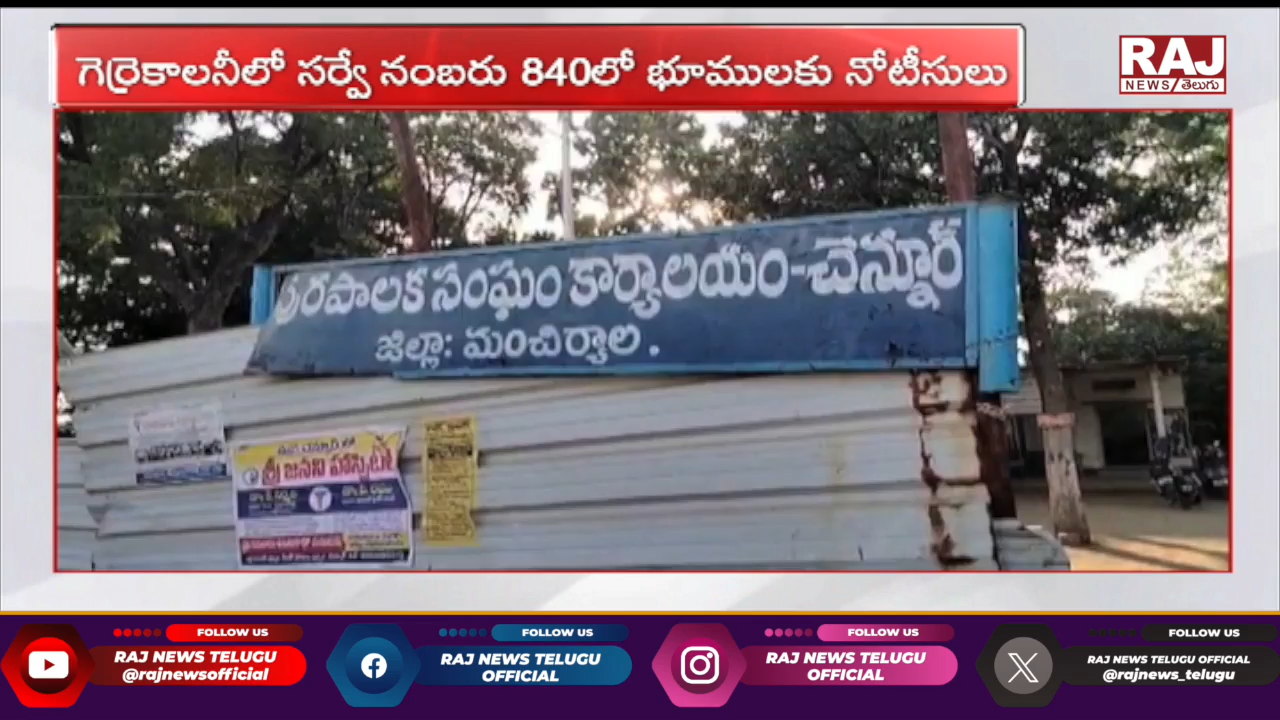 గెర్రెకాలనీలో సర్వే నంబరు 840లో భూములకు నోటీసులు
RAJ
NEWS తెలుగు
పురపాలక సంఘం కార్యాలయం-చెన్నూర్
జిల్లా: మంచిర్యాల.
శ్రీ జనని హాస్పిటల్
FOLLOW US
RAJ NEWS TELUGU
@rajnewsofficial
FOLLOW US
RAJ NEWS TELUGU
OFFICIAL
FOLLOW US
RAJ NEWS TELUGU
OFFICIAL
FOLLOW US
RAJ NEWS TELUGU OFFICIAL
@rajnews_telugu